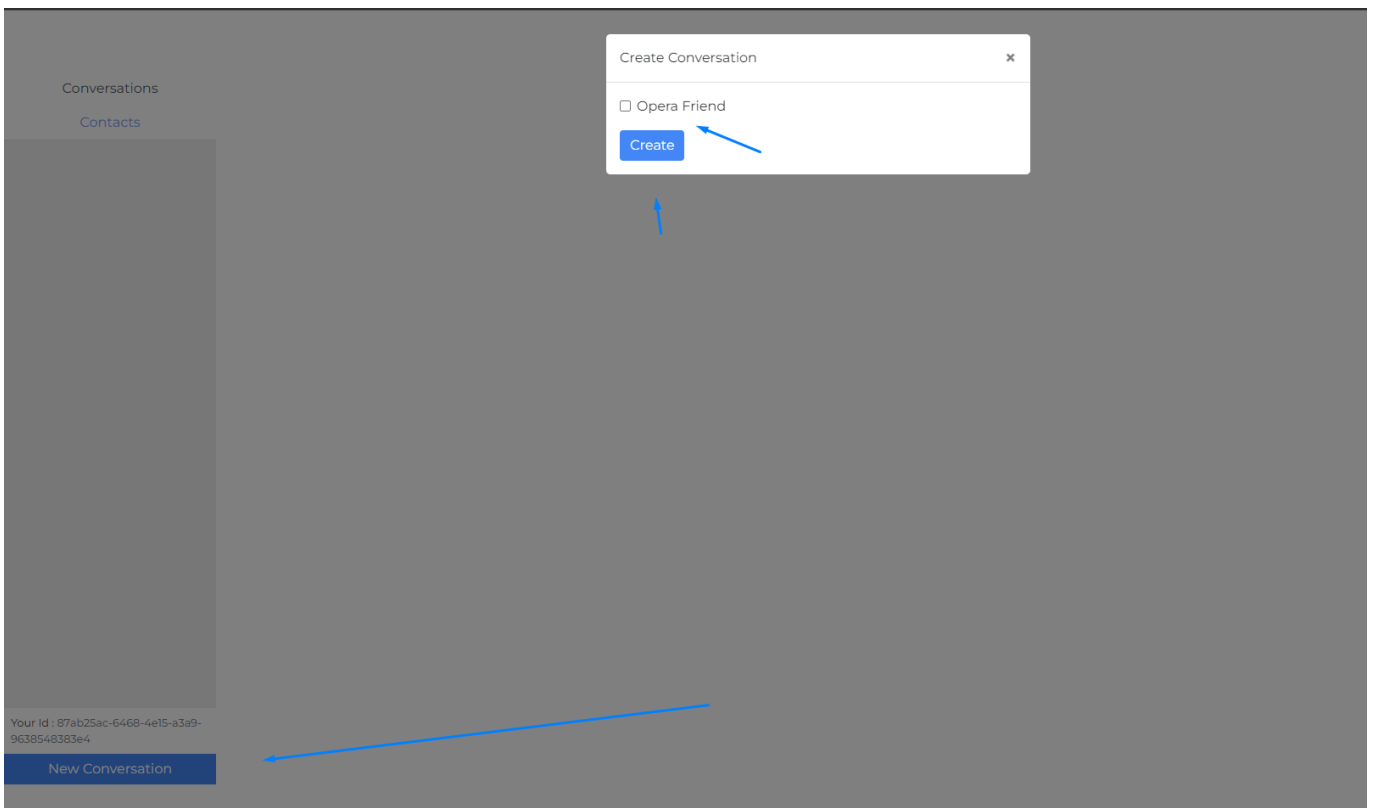 Create Conversation
×
Conversations
Contacts
Opera Friend
Create
Your Id : 87ab25ac-6468-4e15-a3a9-
9638548383e4
New Conversation